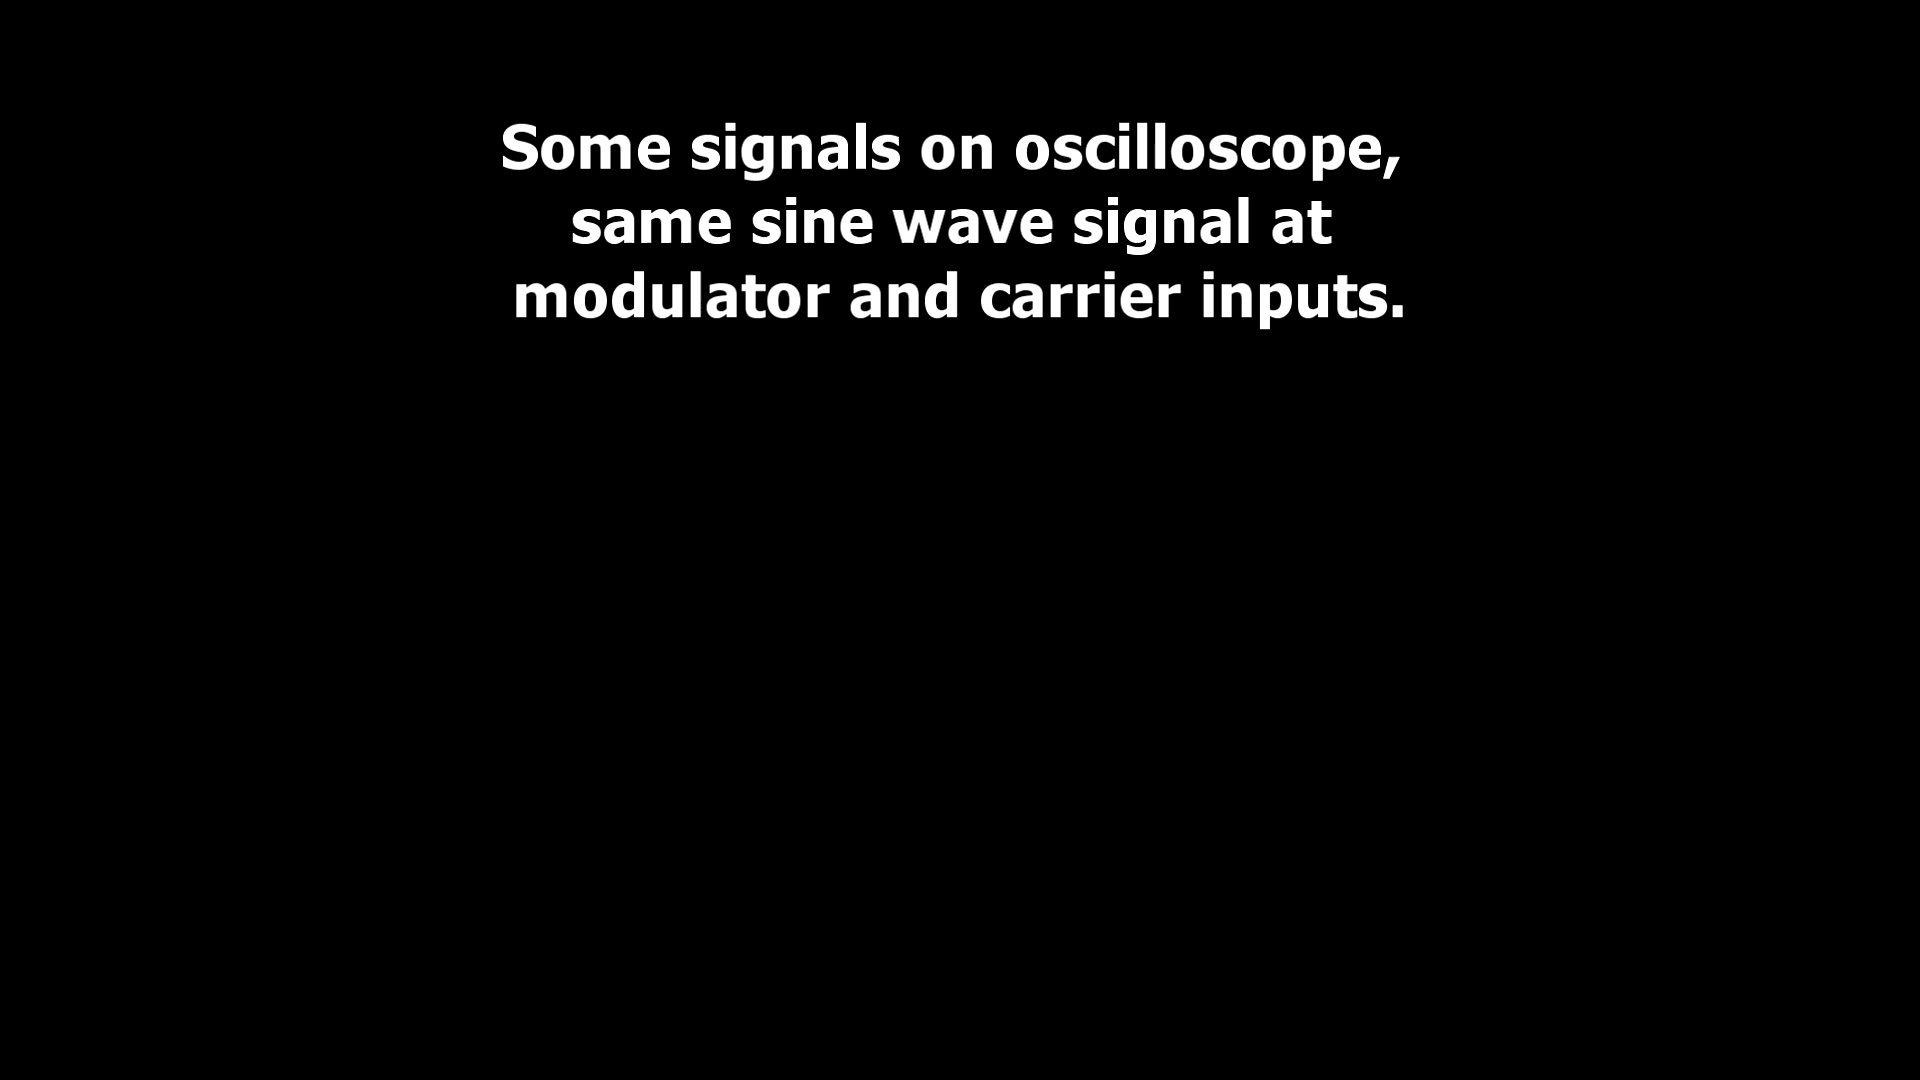 Some signals on oscilloscope,
same sine wave signal at
modulator and carrier inputs.